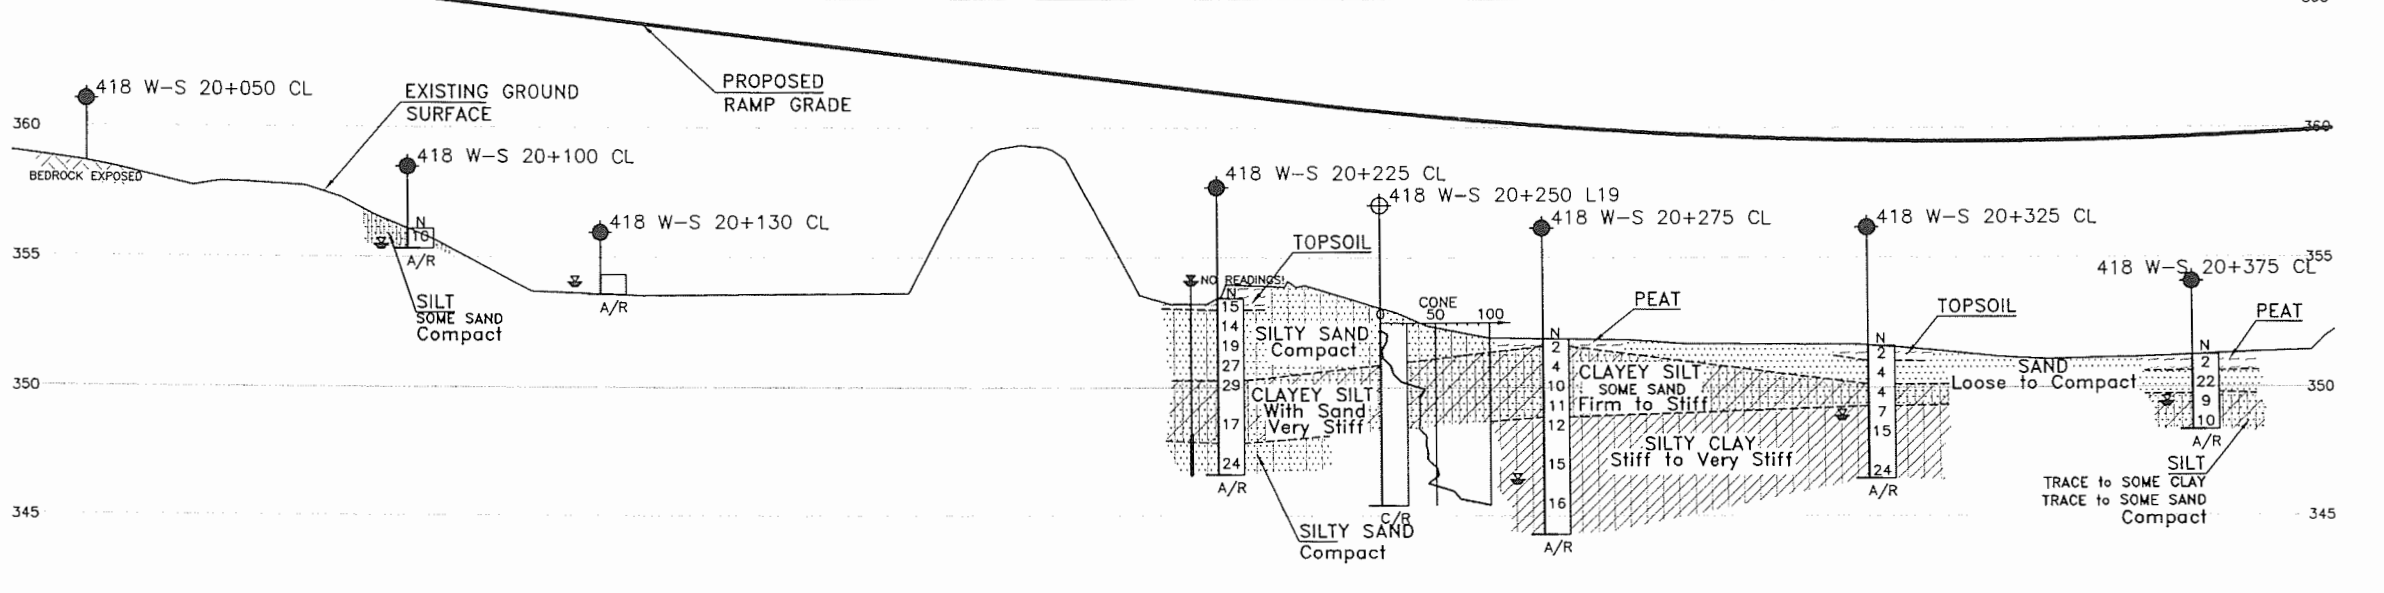 418 W-S 20+050 CL
EXISTING GROUND
SURFACE
PROPOSED
RAMP GRADE
360
360
BEDROCK EXPOSED
418 W-S 20+100 CL
N
10
A/R
SILT
SOME SAND
Compact
418 W-S 20+130 CL
A/R
355
355
418 W-S 20+225 CL
NO READINGS!
N
15
14
19
27
29
17
24
A/R
TOPSOIL
SILTY SAND
Compact
CLAYEY SILT
With Sand
Very Stiff
SILTY SAND
Compact
418 W-S 20+250 L19
CONE
0 50 100
C/R
418 W-S 20+275 CL
N
2
4
10
11
12
15
16
A/R
PEAT
CLAYEY SILT
SOME SAND
Firm to Stiff
SILTY CLAY
Stiff to Very Stiff
418 W-S 20+325 CL
N
2
4
4
7
15
24
A/R
TOPSOIL
SAND
Loose to Compact
418 W-S 20+375 CL
N
2
22
9
10
A/R
PEAT
SILT
TRACE to SOME CLAY
TRACE to SOME SAND
Compact
350
350
345
345